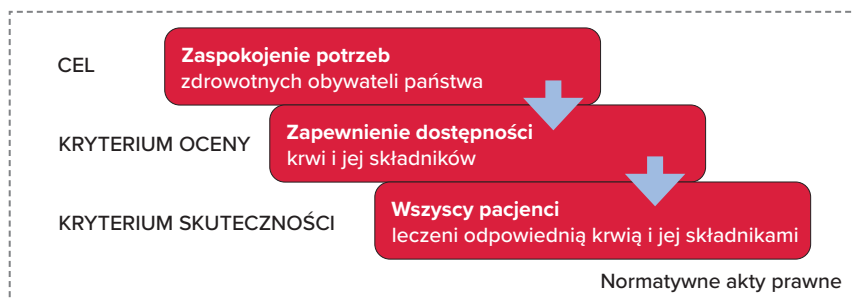 CEL
Zaspokojenie potrzeb
zdrowotnych obywateli państwa
KRYTERIUM OCENY
Zapewnienie dostępności
krwi i jej składników
KRYTERIUM SKUTECZNOŚCI
Wszyscy pacjenci
leczeni odpowiednią krwią i jej składnikami
Normatywne akty prawne